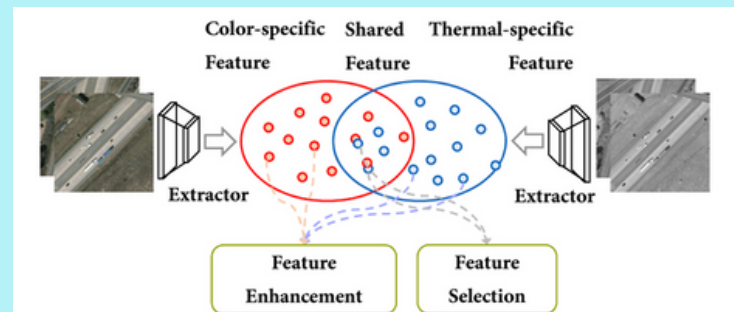 Color-specific Shared Thermal-specific
Feature Feature Feature
Extractor Extractor
Feature Feature
Enhancement Selection